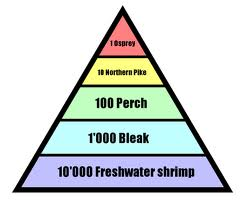 1 Osprey
10 Northern Pike
100 Perch
1'000 Bleak
10'000 Freshwater shrimp